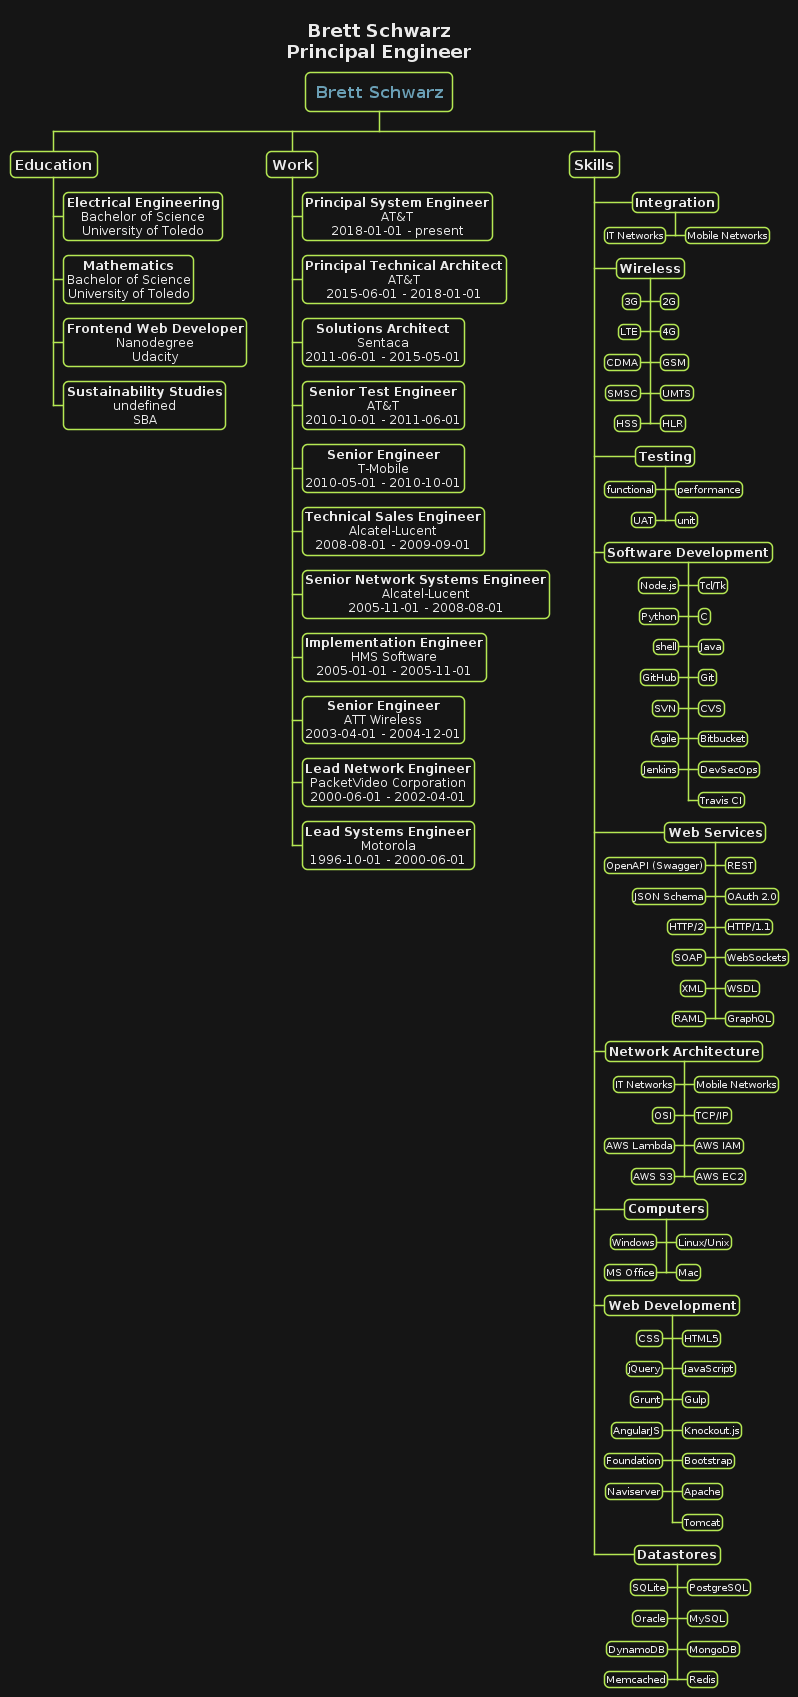 Brett Schwarz
Principal Engineer
Brett Schwarz
Education
Electrical Engineering
Bachelor of Science
University of Toledo
Mathematics
Bachelor of Science
University of Toledo
Frontend Web Developer
Nanodegree
Udacity
Sustainability Studies
undefined
SBA
Work
Principal System Engineer
AT&T
2018-01-01 - present
Principal Technical Architect
AT&T
2015-06-01 - 2018-01-01
Solutions Architect
Sentaca
2011-06-01 - 2015-05-01
Senior Test Engineer
AT&T
2010-10-01 - 2011-06-01
Senior Engineer
T-Mobile
2010-05-01 - 2010-10-01
Technical Sales Engineer
Alcatel-Lucent
2008-08-01 - 2009-09-01
Senior Network Systems Engineer
Alcatel-Lucent
2005-11-01 - 2008-08-01
Implementation Engineer
HMS Software
2005-01-01 - 2005-11-01
Senior Engineer
ATT Wireless
2003-04-01 - 2004-12-01
Lead Network Engineer
PacketVideo Corporation
2000-06-01 - 2002-04-01
Lead Systems Engineer
Motorola
1996-10-01 - 2000-06-01
Skills
Integration
IT Networks Mobile Networks
Wireless
3G 2G
LTE 4G
CDMA GSM
SMSC UMTS
HSS HLR
Testing
functional performance
UAT unit
Software Development
Node.js Tcl/Tk
Python C
shell Java
GitHub Git
SVN CVS
Agile Bitbucket
Jenkins DevSecOps
Travis CI
Web Services
OpenAPI (Swagger) REST
JSON Schema OAuth 2.0
HTTP/2 HTTP/1.1
SOAP WebSockets
XML WSDL
RAML GraphQL
Network Architecture
IT Networks Mobile Networks
OSI TCP/IP
AWS Lambda AWS IAM
AWS S3 AWS EC2
Computers
Windows Linux/Unix
MS Office Mac
Web Development
CSS HTML5
jQuery JavaScript
Grunt Gulp
AngularJS Knockout.js
Foundation Bootstrap
Naviserver Apache
Tomcat
Datastores
SQLite PostgreSQL
Oracle MySQL
DynamoDB MongoDB
Memcached Redis